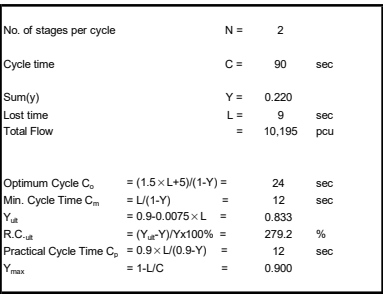 No. of stages per cycle N = 2
Cycle time C = 90 sec
Sum(y) Y = 0.220
Lost time L = 9 sec
Total Flow = 10,195 pcu
Optimum Cycle Cₒ = (1.5×L+5)/(1-Y) = 24 sec
Min. Cycle Time Cₘ = L/(1-Y) = 12 sec
Yᵤₗₜ = 0.9-0.0075×L = 0.833
R.C.ᵤₗₜ = (Yᵤₗₜ-Y)/Yx100% = 279.2 %
Practical Cycle Time Cₚ = 0.9×L/(0.9-Y) = 12 sec
Yₘₐₓ = 1-L/C = 0.900